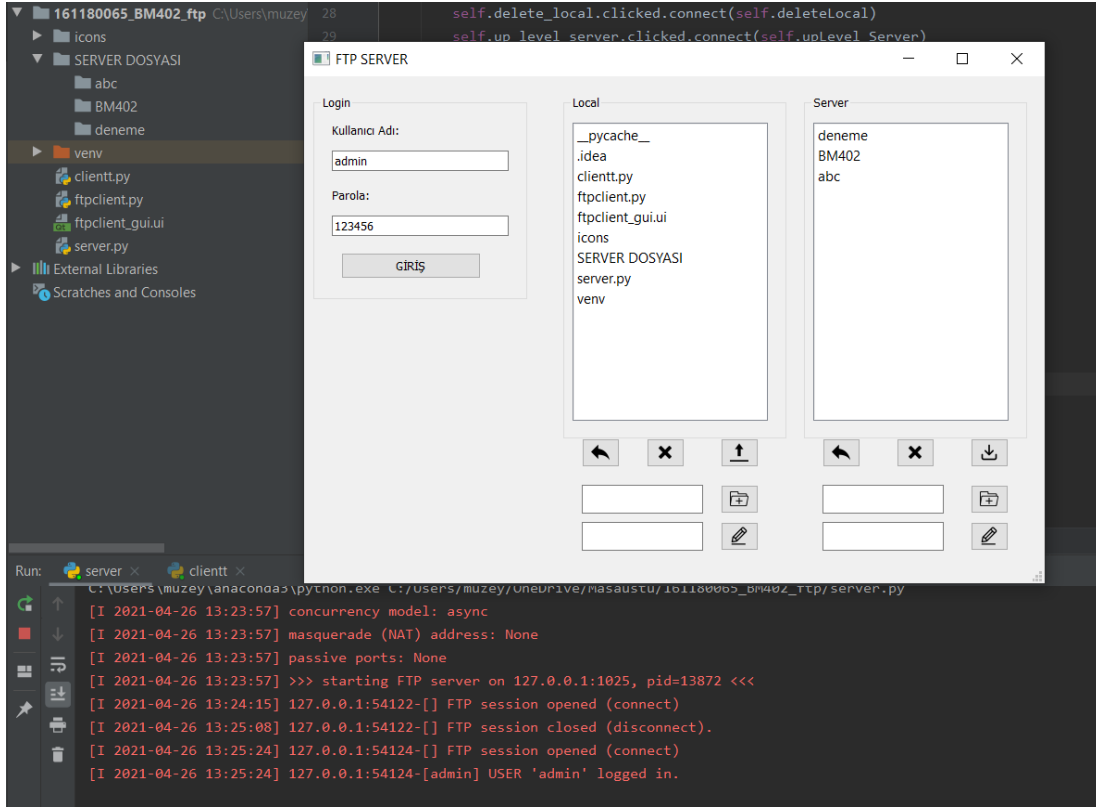 161180065_BM402_ftp C:\Users\muzey
icons
SERVER DOSYASI
abc
BM402
deneme
venv
clientt.py
ftpclient.py
ftpclient_gui.ui
server.py
External Libraries
Scratches and Consoles
28 self.delete_local.clicked.connect(self.deleteLocal)
29 self.up_level_server.clicked.connect(self.upLevel_Server)
FTP SERVER
Login
Kullanıcı Adı:
admin
Parola:
123456
GİRİŞ
Local
__pycache__
.idea
clientt.py
ftpclient.py
ftpclient_gui.ui
icons
SERVER DOSYASI
server.py
venv
Server
deneme
BM402
abc
Run: server clientt
C:\Users\muzey\anaconda3\python.exe C:/Users/muzey/OneDrive/Masaustu/161180065_BM402_ftp/server.py
[I 2021-04-26 13:23:57] concurrency model: async
[I 2021-04-26 13:23:57] masquerade (NAT) address: None
[I 2021-04-26 13:23:57] passive ports: None
[I 2021-04-26 13:23:57] >>> starting FTP server on 127.0.0.1:1025, pid=13872 <<<
[I 2021-04-26 13:24:15] 127.0.0.1:54122-[] FTP session opened (connect)
[I 2021-04-26 13:25:08] 127.0.0.1:54122-[] FTP session closed (disconnect).
[I 2021-04-26 13:25:24] 127.0.0.1:54124-[] FTP session opened (connect)
[I 2021-04-26 13:25:24] 127.0.0.1:54124-[admin] USER 'admin' logged in.